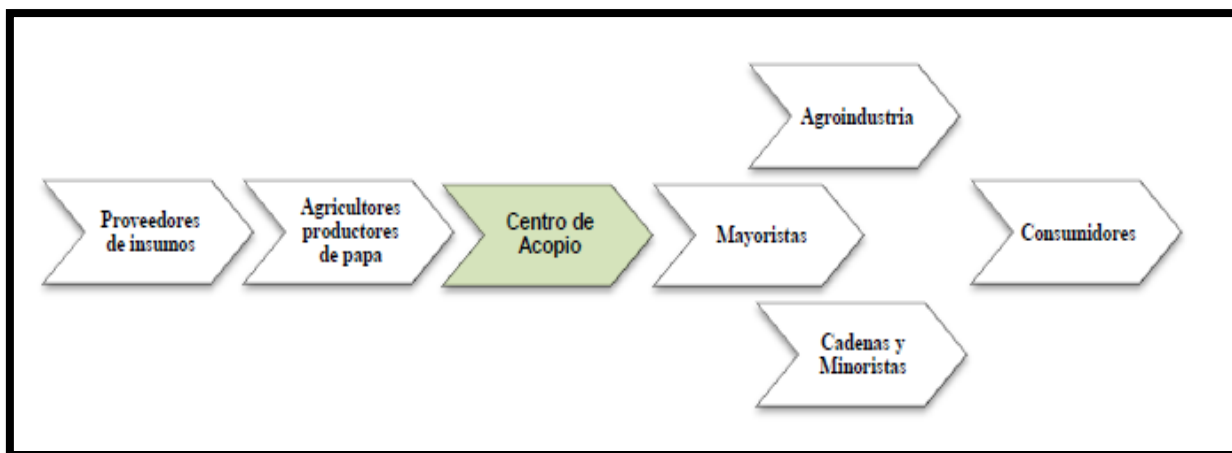 Proveedores
de insumos
Agricultores
productores
de papa
Centro de
Acopio
Mayoristas
Agroindustria
Cadenas y
Minoristas
Consumidores